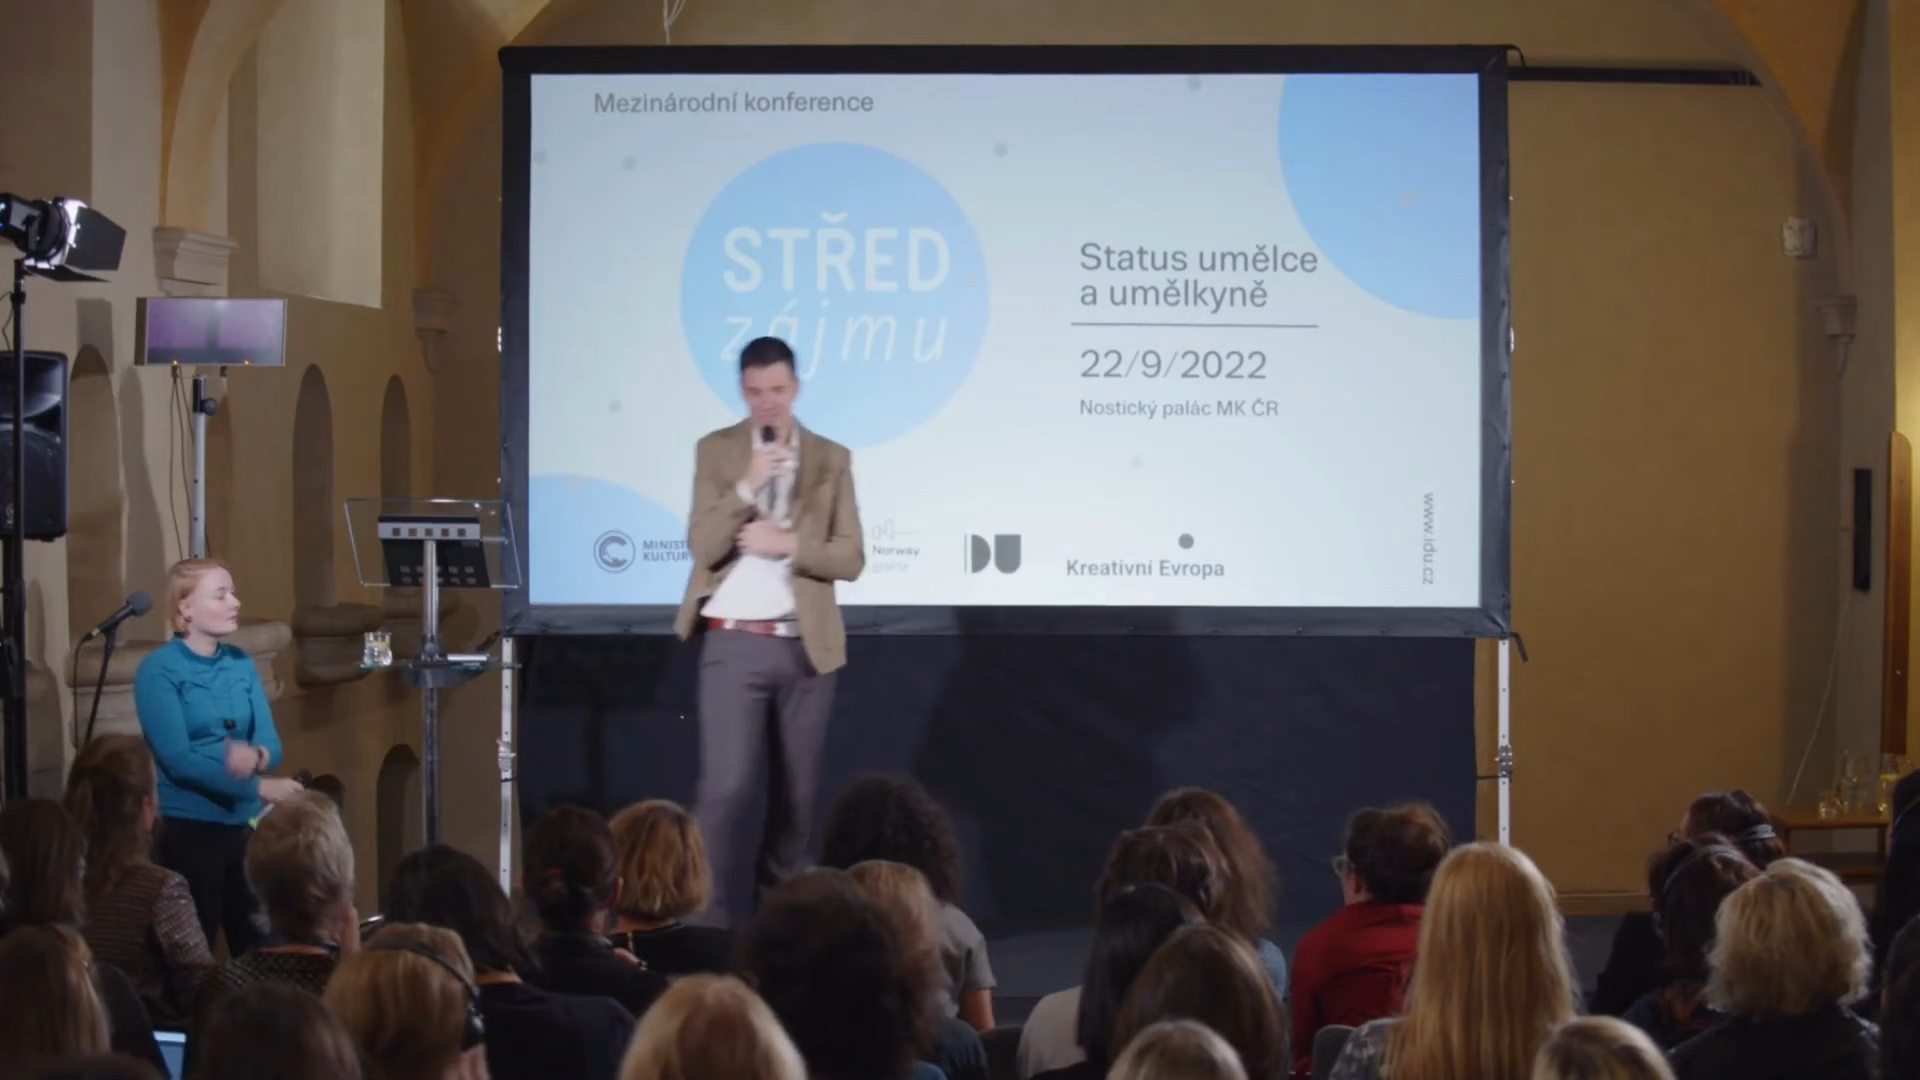 Mezinárodní konference
STŘED
zájmu
Status umělce
a umělkyně
22/9/2022
Nostický palác MK ČR
Norway
grants
DU
Kreativní Evropa
www.idu.cz